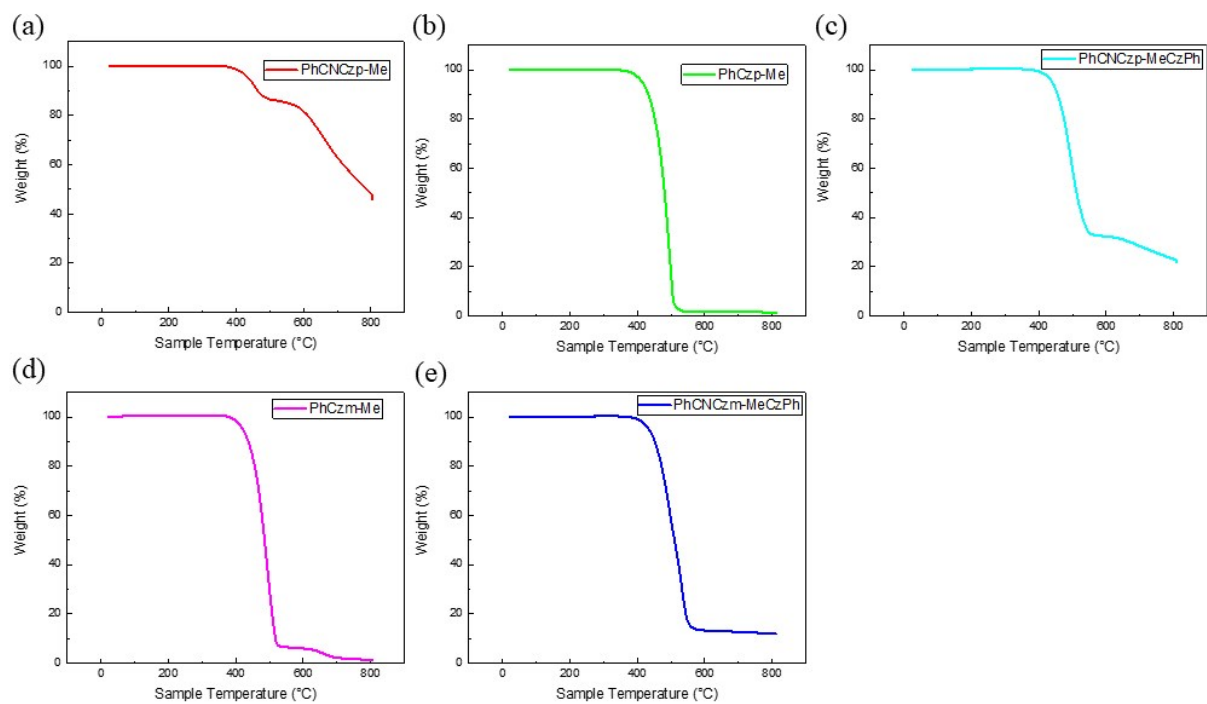 (a)
100
80
60
40
20
0
Weight (%)
PhCNCzp-Me
0 200 400 600 800
Sample Temperature (°C)
(b)
100
80
60
40
20
0
Weight (%)
PhCzp-Me
0 200 400 600 800
Sample Temperature (°C)
(c)
100
80
60
40
20
0
Weight (%)
PhCNCzp-MeCzPh
0 200 400 600 800
Sample Temperature (°C)
(d)
100
80
60
40
20
0
Weight (%)
PhCzm-Me
0 200 400 600 800
Sample Temperature (°C)
(e)
100
80
60
40
20
0
Weight (%)
PhCNCzm-MeCzPh
0 200 400 600 800
Sample Temperature (°C)